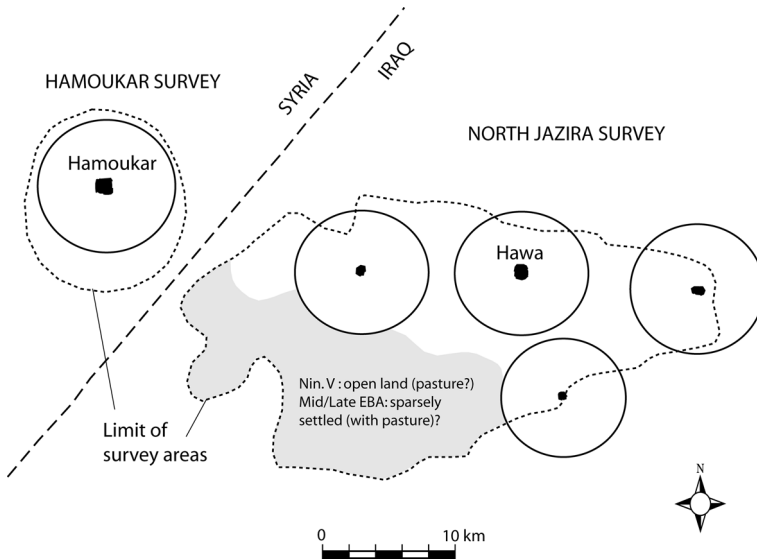 HAMOUKAR SURVEY
SYRIA
IRAQ
NORTH JAZIRA SURVEY
Hamoukar
Hawa
Nin. V : open land (pasture?)
Mid/Late EBA: sparsely
settled (with pasture)?
Limit of
survey areas
N
0 10 km